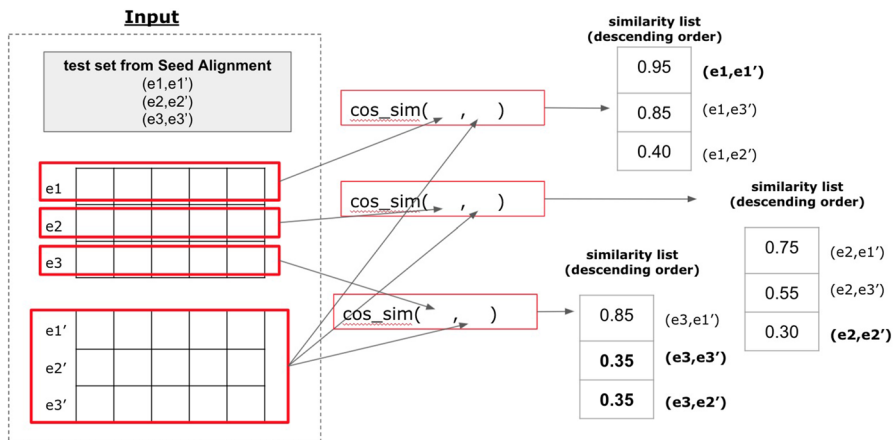 Input
test set from Seed Alignment
(e1,e1’)
(e2,e2’)
(e3,e3’)
e1
e2
e3
e1’
e2’
e3’
cos_sim( , )
cos_sim( , )
cos_sim( , )
similarity list
(descending order)
0.95 (e1,e1’)
0.85 (e1,e3’)
0.40 (e1,e2’)
similarity list
(descending order)
0.75 (e2,e1’)
0.55 (e2,e3’)
0.30 (e2,e2’)
similarity list
(descending order)
0.85 (e3,e1’)
0.35 (e3,e3’)
0.35 (e3,e2’)